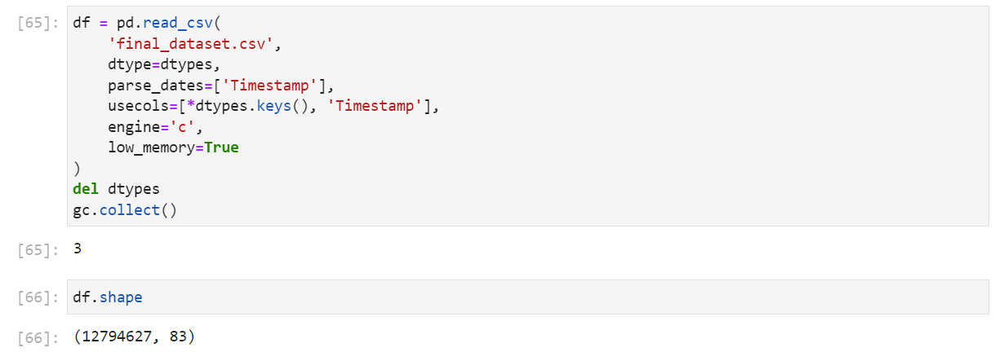 [65]: df = pd.read_csv(
    'final_dataset.csv',
    dtype=dtypes,
    parse_dates=['Timestamp'],
    usecols=[*dtypes.keys(), 'Timestamp'],
    engine='c',
    low_memory=True
)
del dtypes
gc.collect()
[65]: 3
[66]: df.shape
[66]: (12794627, 83)